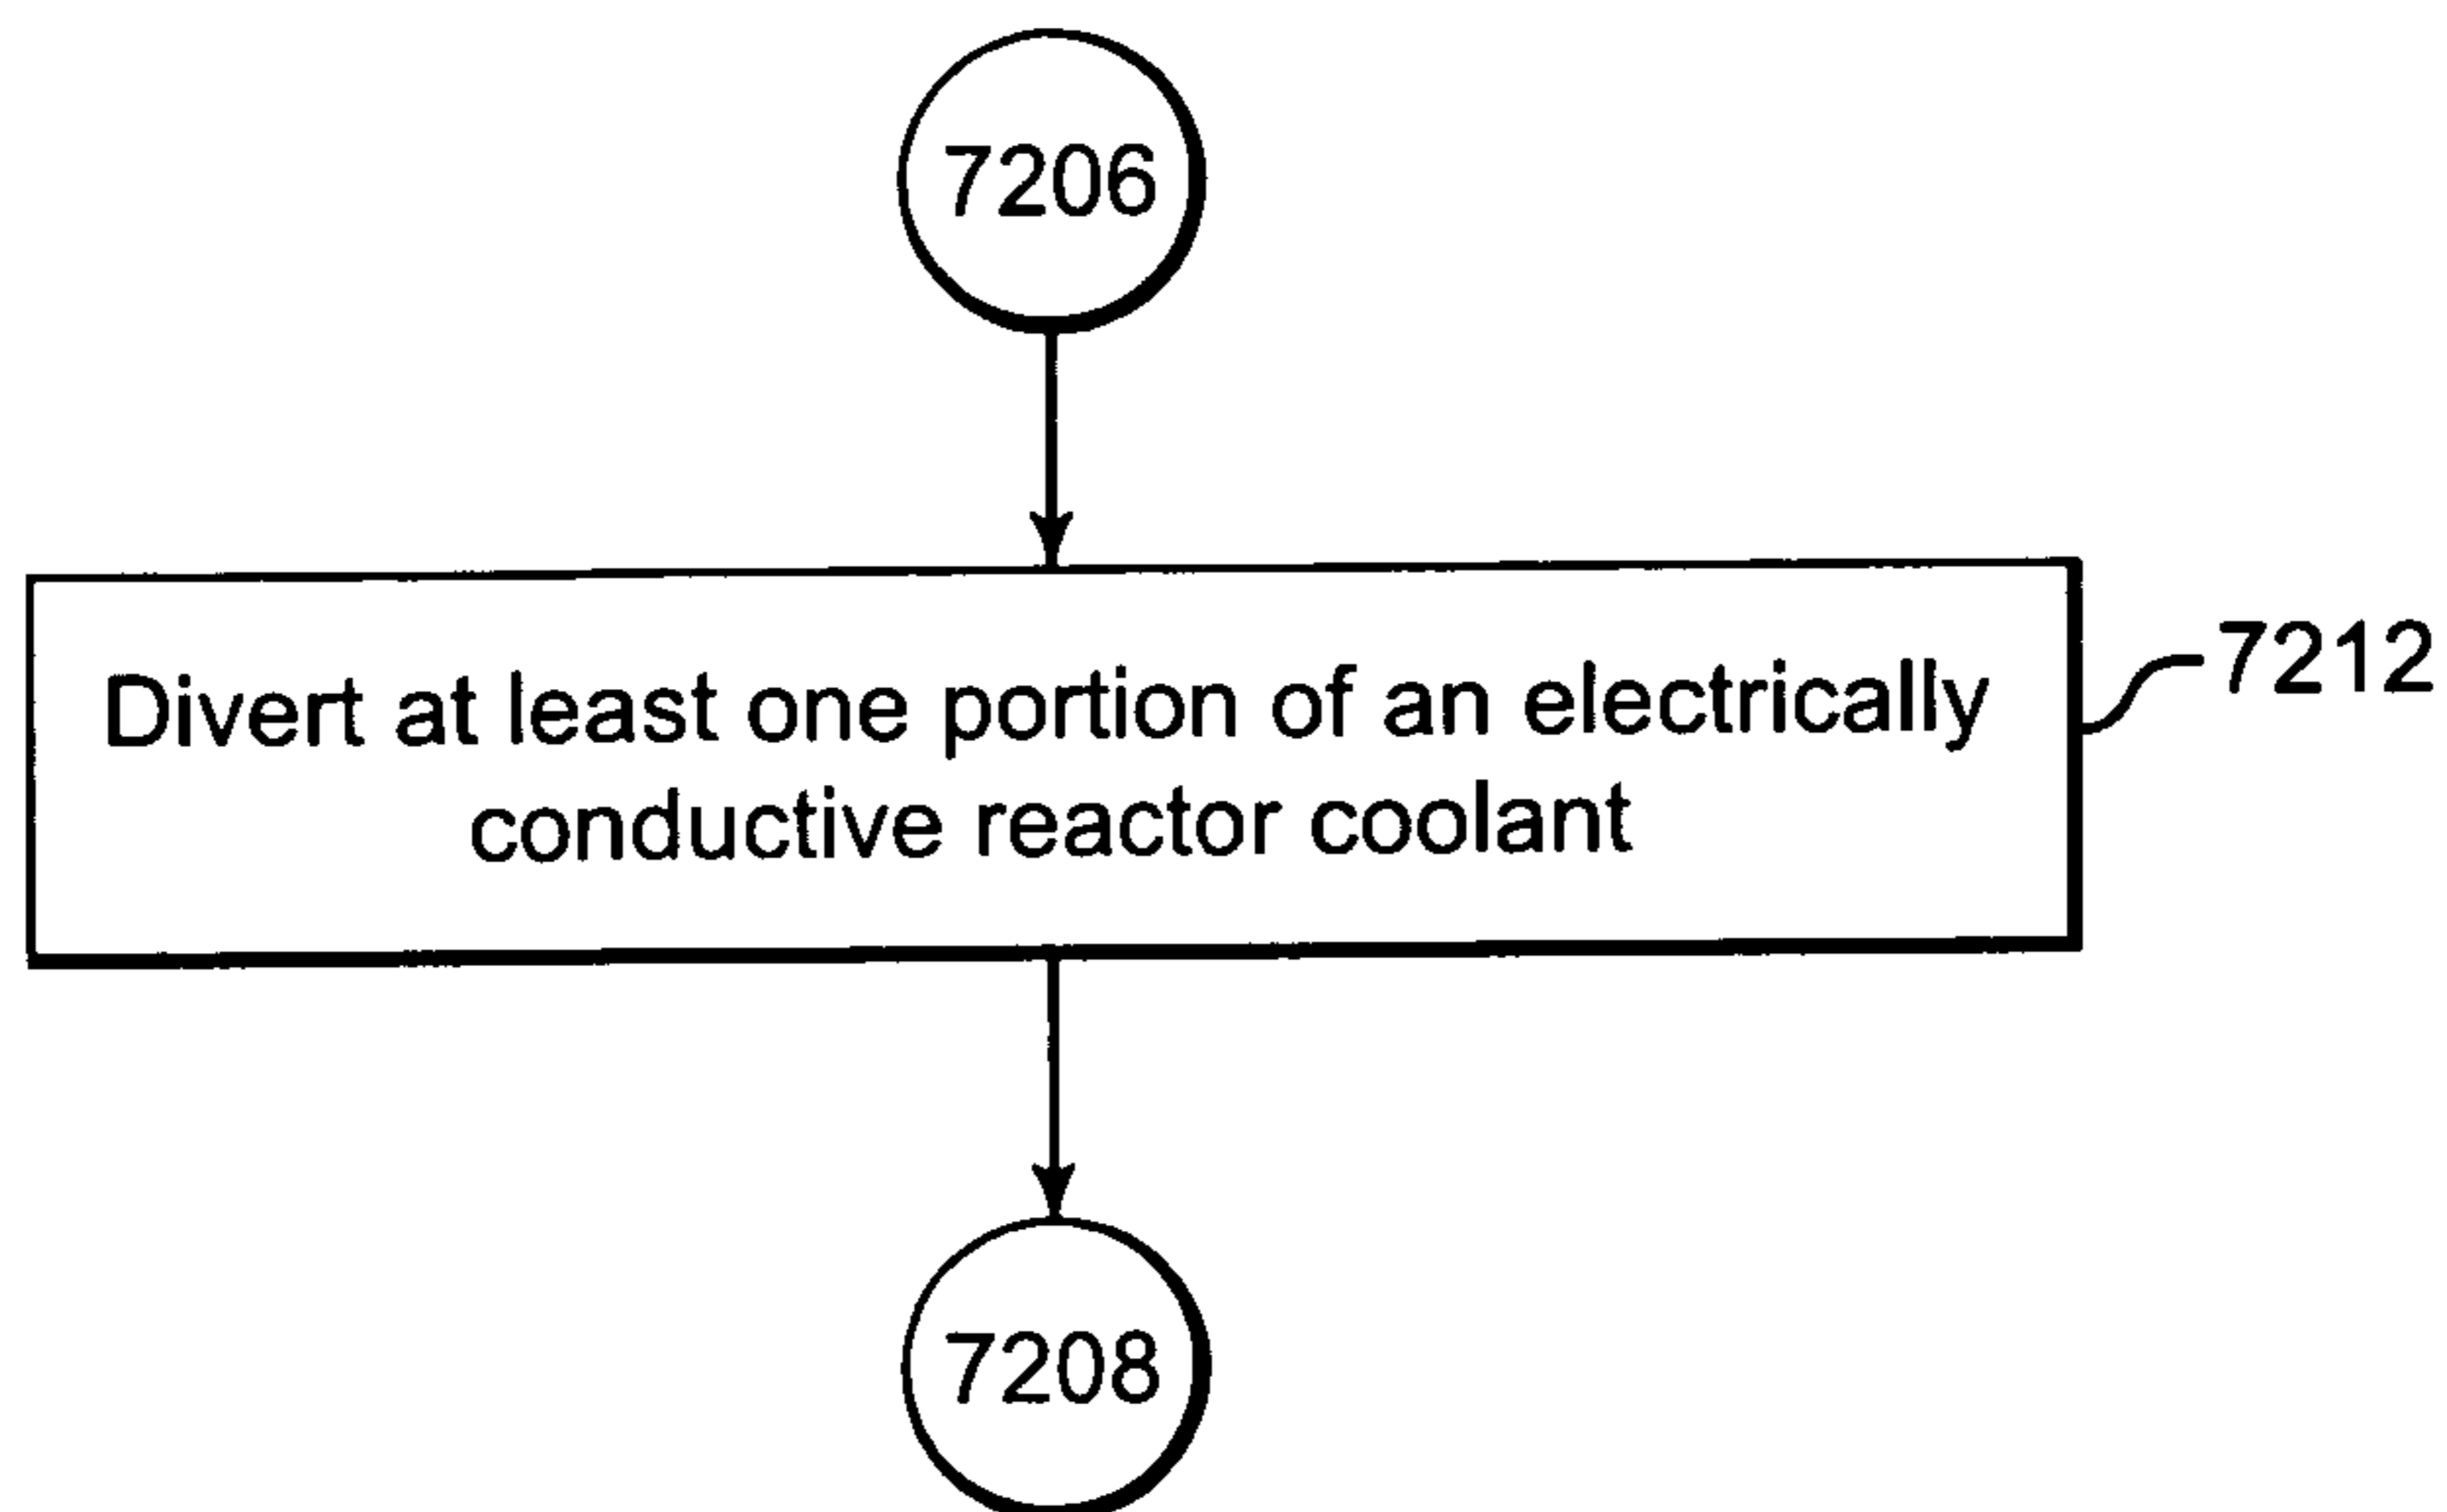 7206
Divert at least one portion of an electrically
conductive reactor coolant
7212
7208